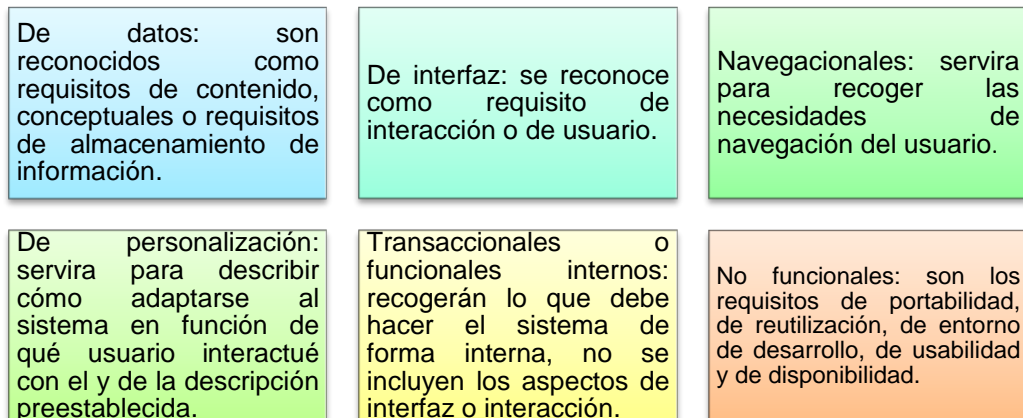 De datos: son
reconocidos como
requisitos de contenido,
conceptuales o requisitos
de almacenamiento de
información.
De interfaz: se reconoce
como requisito de
interacción o de usuario.
Navegacionales: servira
para recoger las
necesidades de
navegación del usuario.
De personalización:
servira para describir
cómo adaptarse al
sistema en función de
qué usuario interactué
con el y de la descripción
preestablecida.
Transaccionales o
funcionales internos:
recogerán lo que debe
hacer el sistema de
forma interna, no se
incluyen los aspectos de
interfaz o interacción.
No funcionales: son los
requisitos de portabilidad,
de reutilización, de entorno
de desarrollo, de usabilidad
y de disponibilidad.